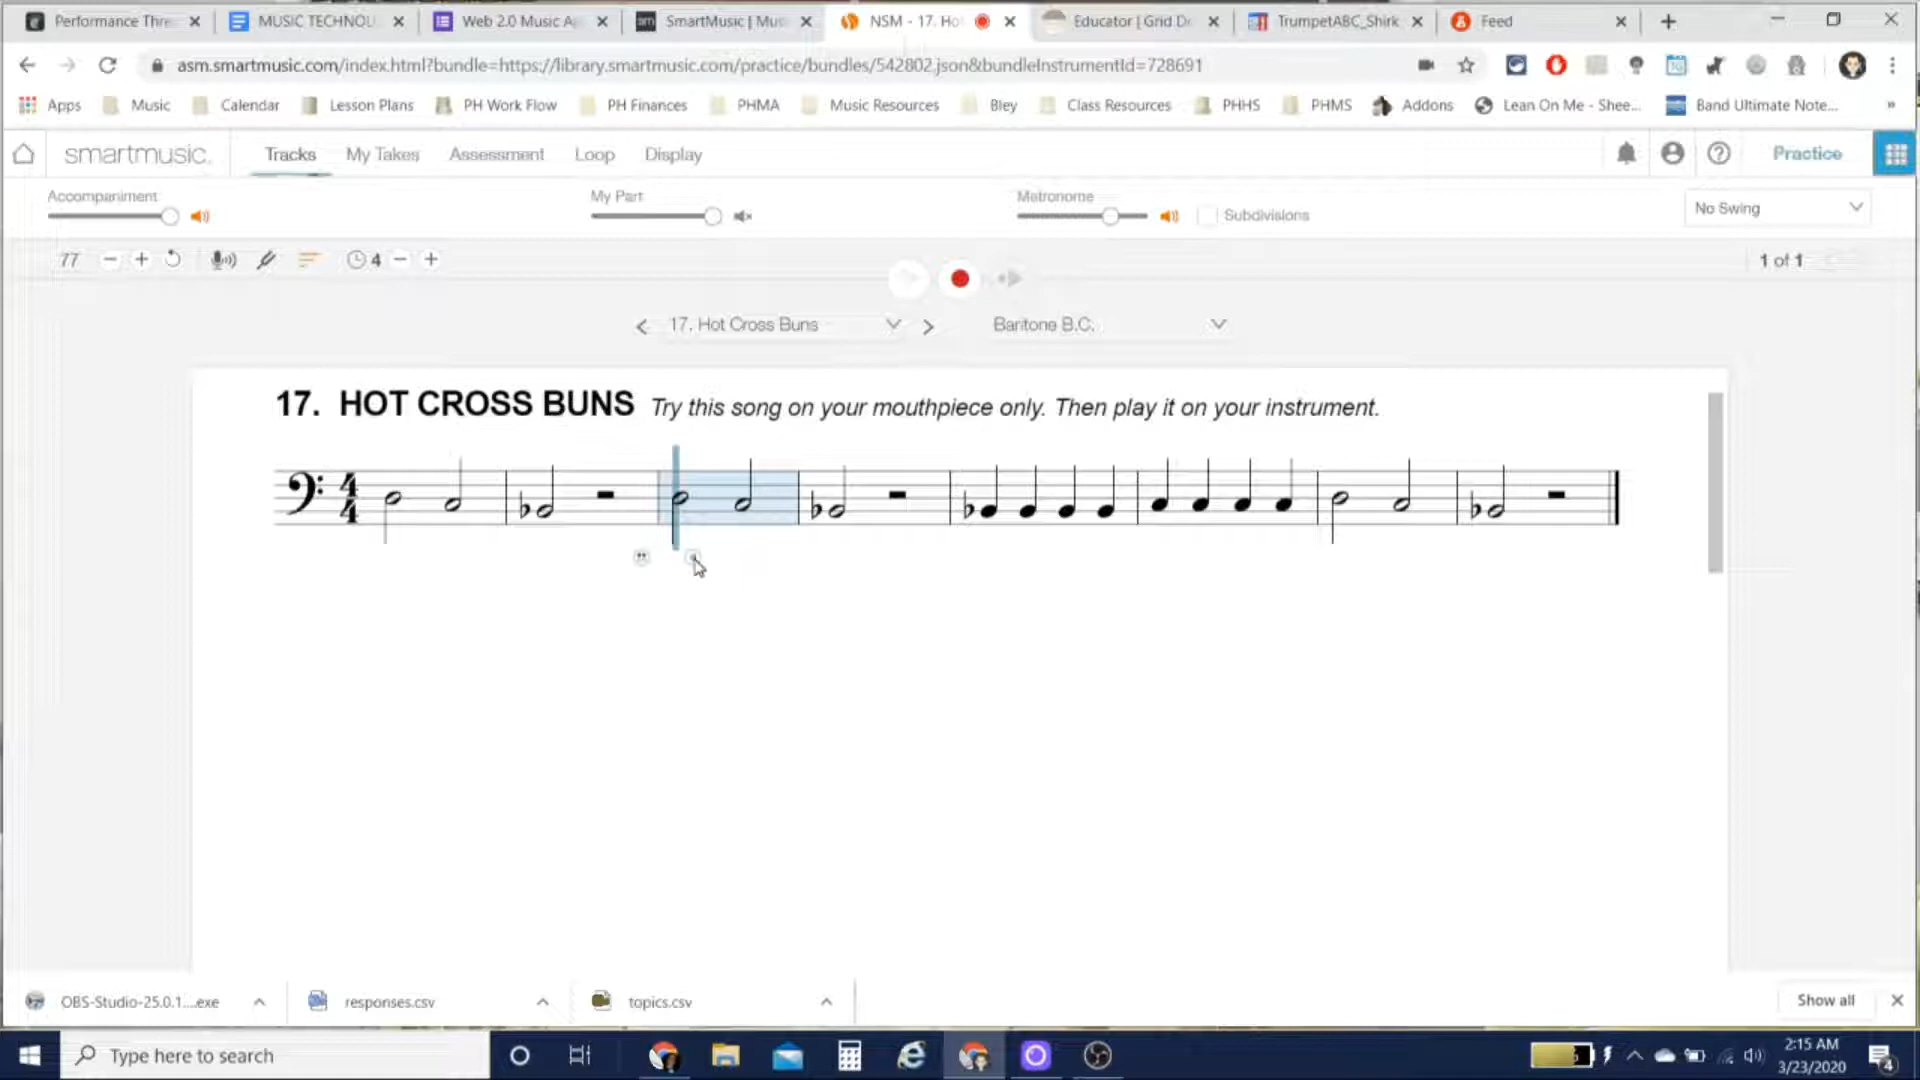 Performance Thre
MUSIC TECHNOL
Web 2.0 Music A
SmartMusic | Mus
NSM - 17. Ho
Educator [ Grid D
TrumpetABC_Shirk
Feed
asm.smartmusic.com/index.html?bundle=https://library.smartmusic.com/practice/bundles/542802.json&bundleInstrumentId=728691
Apps Music Calendar Lesson Plans PH Work Flow PH Finances PHMA Music Resources Bley Class Resources PHHS PHMS Addons Lean On Me - Shee... Band Ultimate Note... »
smartmusic. Tracks My Takes Assessment Loop Display Practice
Accompaniment My Part Metronome
Subdivisions No Swing
77 4 1 of 1
17. Hot Cross Buns Baritone B.C.
17. HOT CROSS BUNS Try this song on your mouthpiece only. Then play it on your instrument.
4
4
OBS-Studio-25.0.1....exe responses.csv topics.csv Show all
Type here to search
2:15 AM
3/23/2020
4